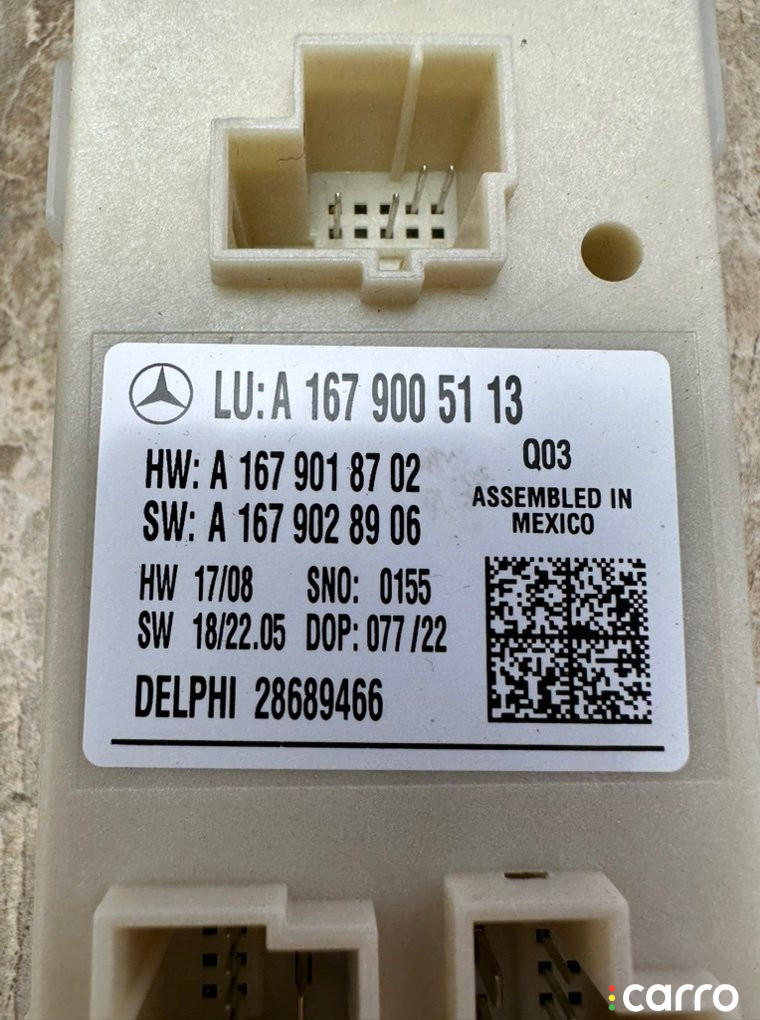 LU: A 167 900 51 13
HW: A 167 901 87 02
Q03
SW: A 167 902 89 06
ASSEMBLED IN
MEXICO
HW 17/08 SNO: 0155
SW 18/22.05 DOP: 077/22
DELPHI 28689466
carro